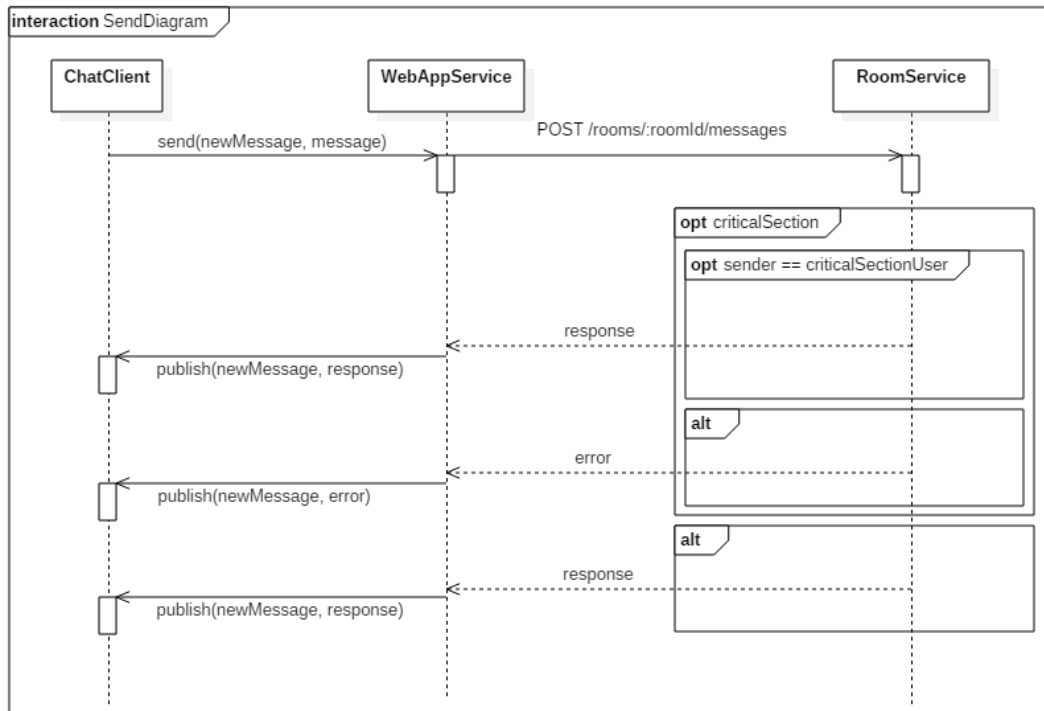 interaction SendDiagram
ChatClient
WebAppService
RoomService
send(newMessage, message)
POST /rooms/:roomId/messages
opt criticalSection
opt sender == criticalSectionUser
response
publish(newMessage, response)
alt
error
publish(newMessage, error)
alt
response
publish(newMessage, response)